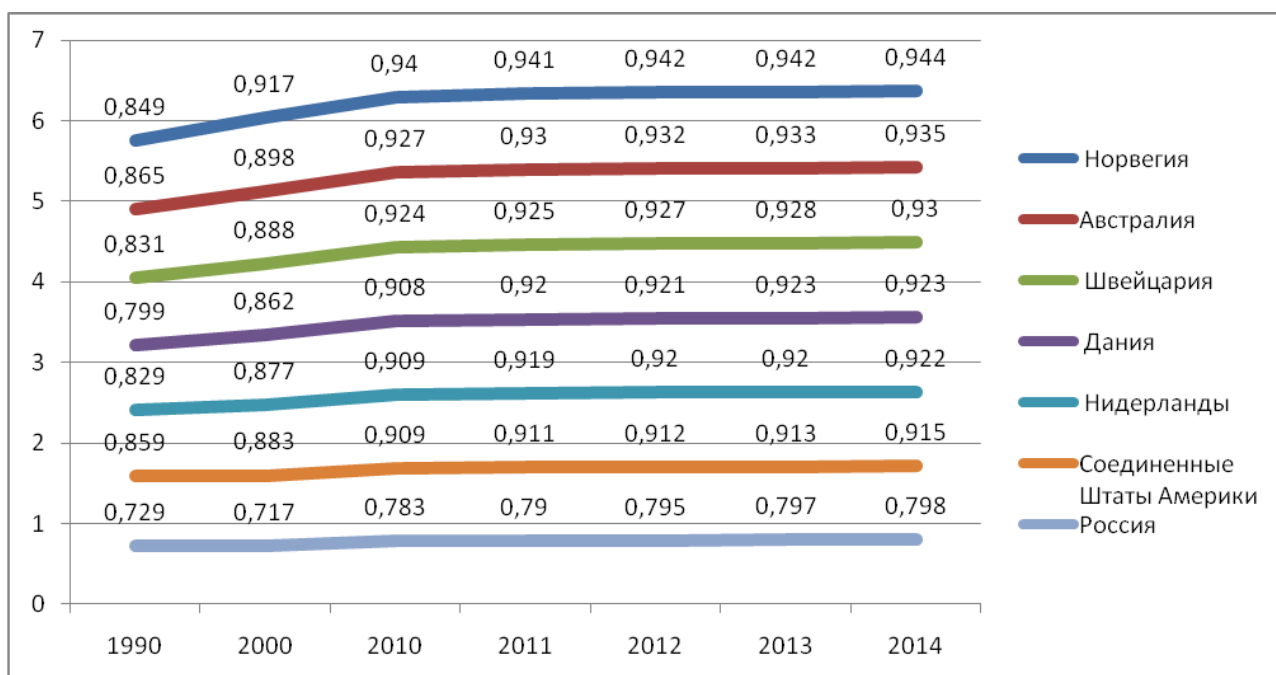 7
0,849 0,917 0,94 0,941 0,942 0,942 0,944
6
0,865 0,898 0,927 0,93 0,932 0,933 0,935
5
0,831 0,888 0,924 0,925 0,927 0,928 0,93
4
0,799 0,862 0,908 0,92 0,921 0,923 0,923
3
0,829 0,877 0,909 0,919 0,92 0,92 0,922
2
0,859 0,883 0,909 0,911 0,912 0,913 0,915
1
0,729 0,717 0,783 0,79 0,795 0,797 0,798
0
1990 2000 2010 2011 2012 2013 2014
Норвегия
Австралия
Швейцария
Дания
Нидерланды
Соединенные
Штаты Америки
Россия